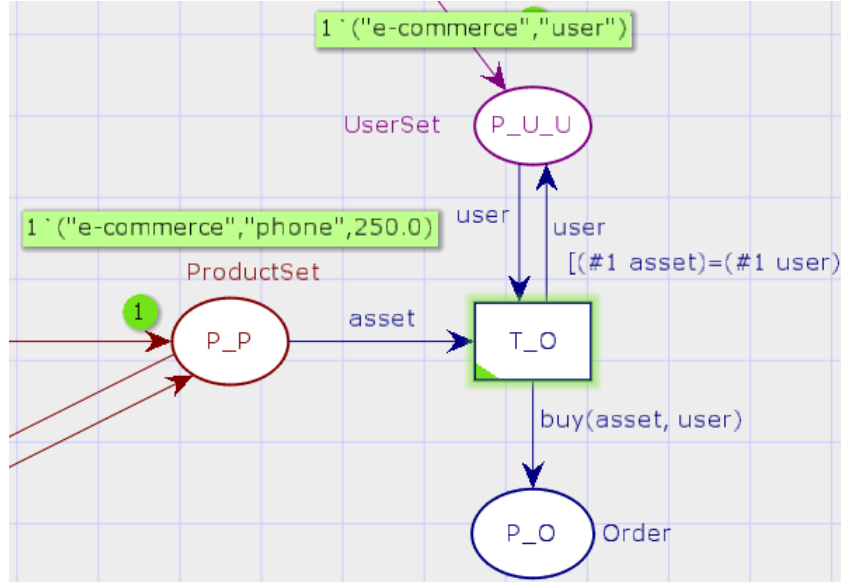 1`("e-commerce","user")
UserSet
P_U_U
user
user
[(#1 asset)=(#1 user)
1`("e-commerce","phone",250.0)
ProductSet
1
P_P
asset
T_O
buy(asset, user)
P_O
Order